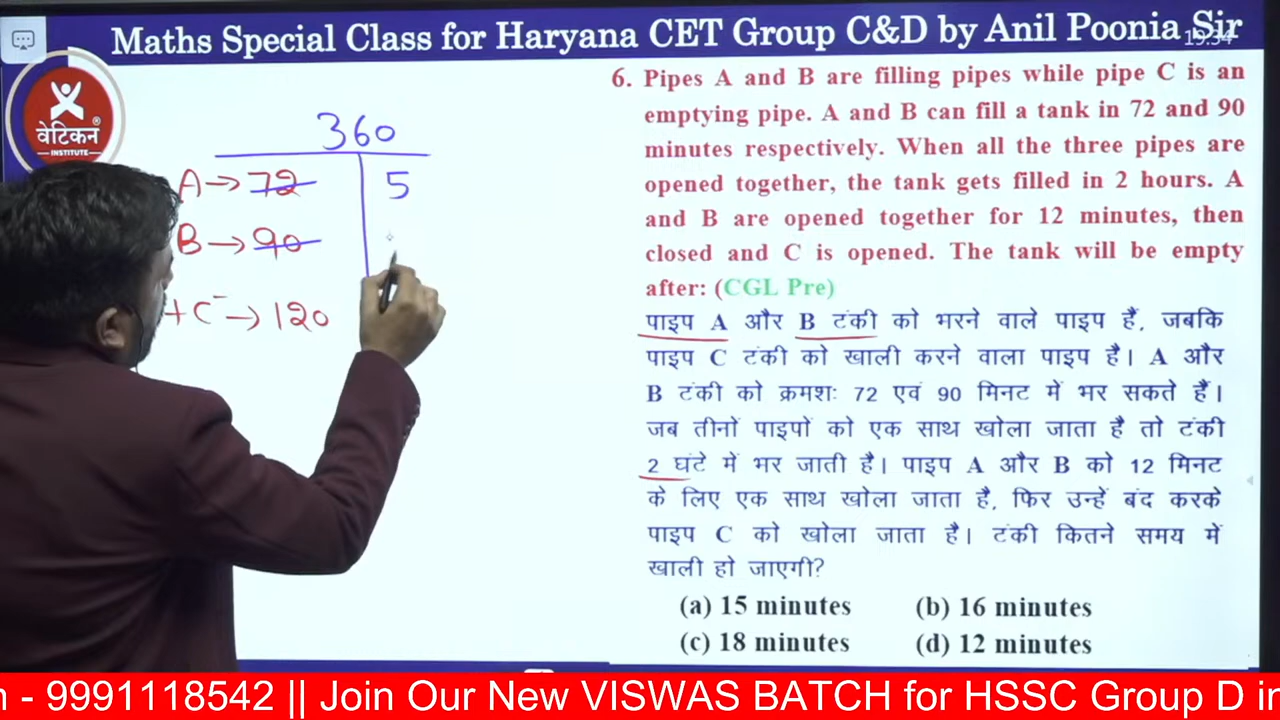 Maths Special Class for Haryana CET Group C&D by Anil Poonia Sir
19:34
वेटिकन
INSTITUTE
360
A→72 5
B→90
+C⁻→120
6. Pipes A and B are filling pipes while pipe C is an
emptying pipe. A and B can fill a tank in 72 and 90
minutes respectively. When all the three pipes are
opened together, the tank gets filled in 2 hours. A
and B are opened together for 12 minutes, then
closed and C is opened. The tank will be empty
after: (CGL Pre)
पाइप A और B टंकी को भरने वाले पाइप हैं, जबकि
पाइप C टंकी को खाली करने वाला पाइप है। A और
B टंकी को क्रमशः 72 एवं 90 मिनट में भर सकते हैं।
जब तीनों पाइपों को एक साथ खोला जाता है तो टंकी
2 घंटे में भर जाती है। पाइप A और B को 12 मिनट
के लिए एक साथ खोला जाता है, फिर उन्हें बंद करके
पाइप C को खोला जाता है। टंकी कितने समय में
खाली हो जाएगी?
(a) 15 minutes (b) 16 minutes
(c) 18 minutes (d) 12 minutes
- 9991118542 || Join Our New VISWAS BATCH for HSSC Group D